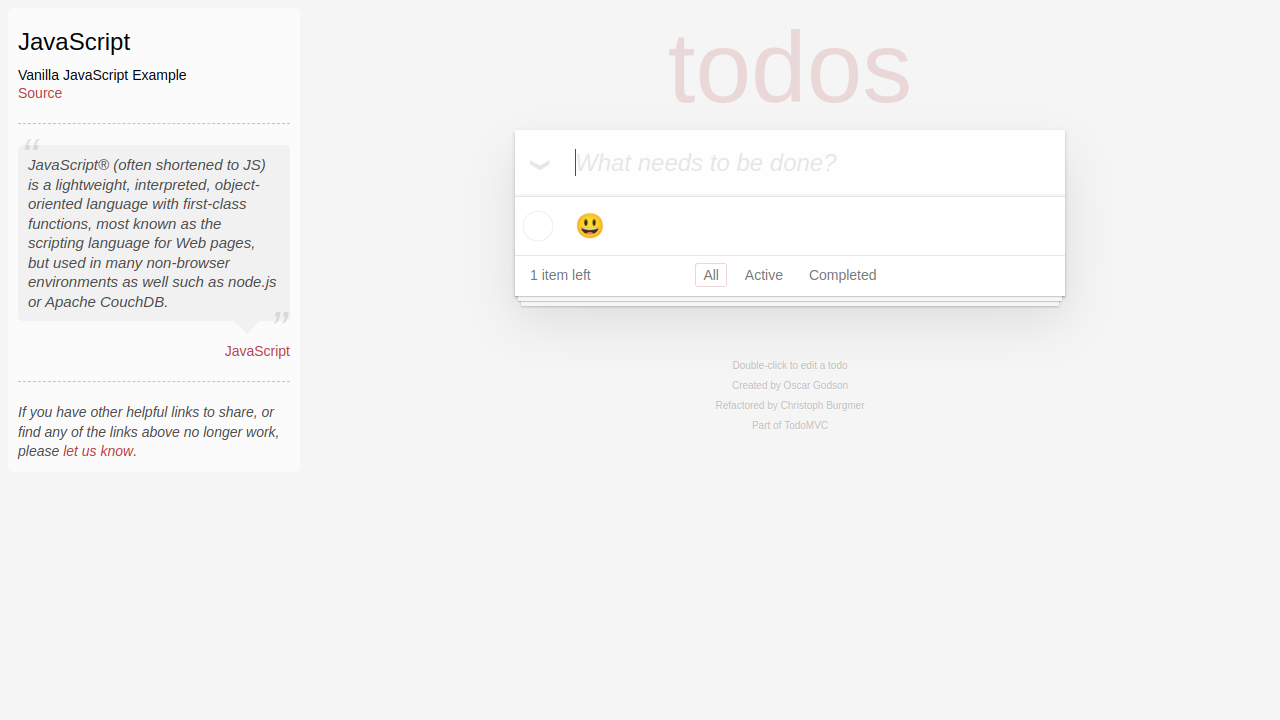 JavaScript
Vanilla JavaScript Example
Source
“
JavaScript® (often shortened to JS)
is a lightweight, interpreted, object-
oriented language with first-class
functions, most known as the
scripting language for Web pages,
but used in many non-browser
environments as well such as node.js
or Apache CouchDB.
”
JavaScript
If you have other helpful links to share, or
find any of the links above no longer work,
please let us know.
todos
What needs to be done?
😃
1 item left All Active Completed
Double-click to edit a todo
Created by Oscar Godson
Refactored by Christoph Burgmer
Part of TodoMVC